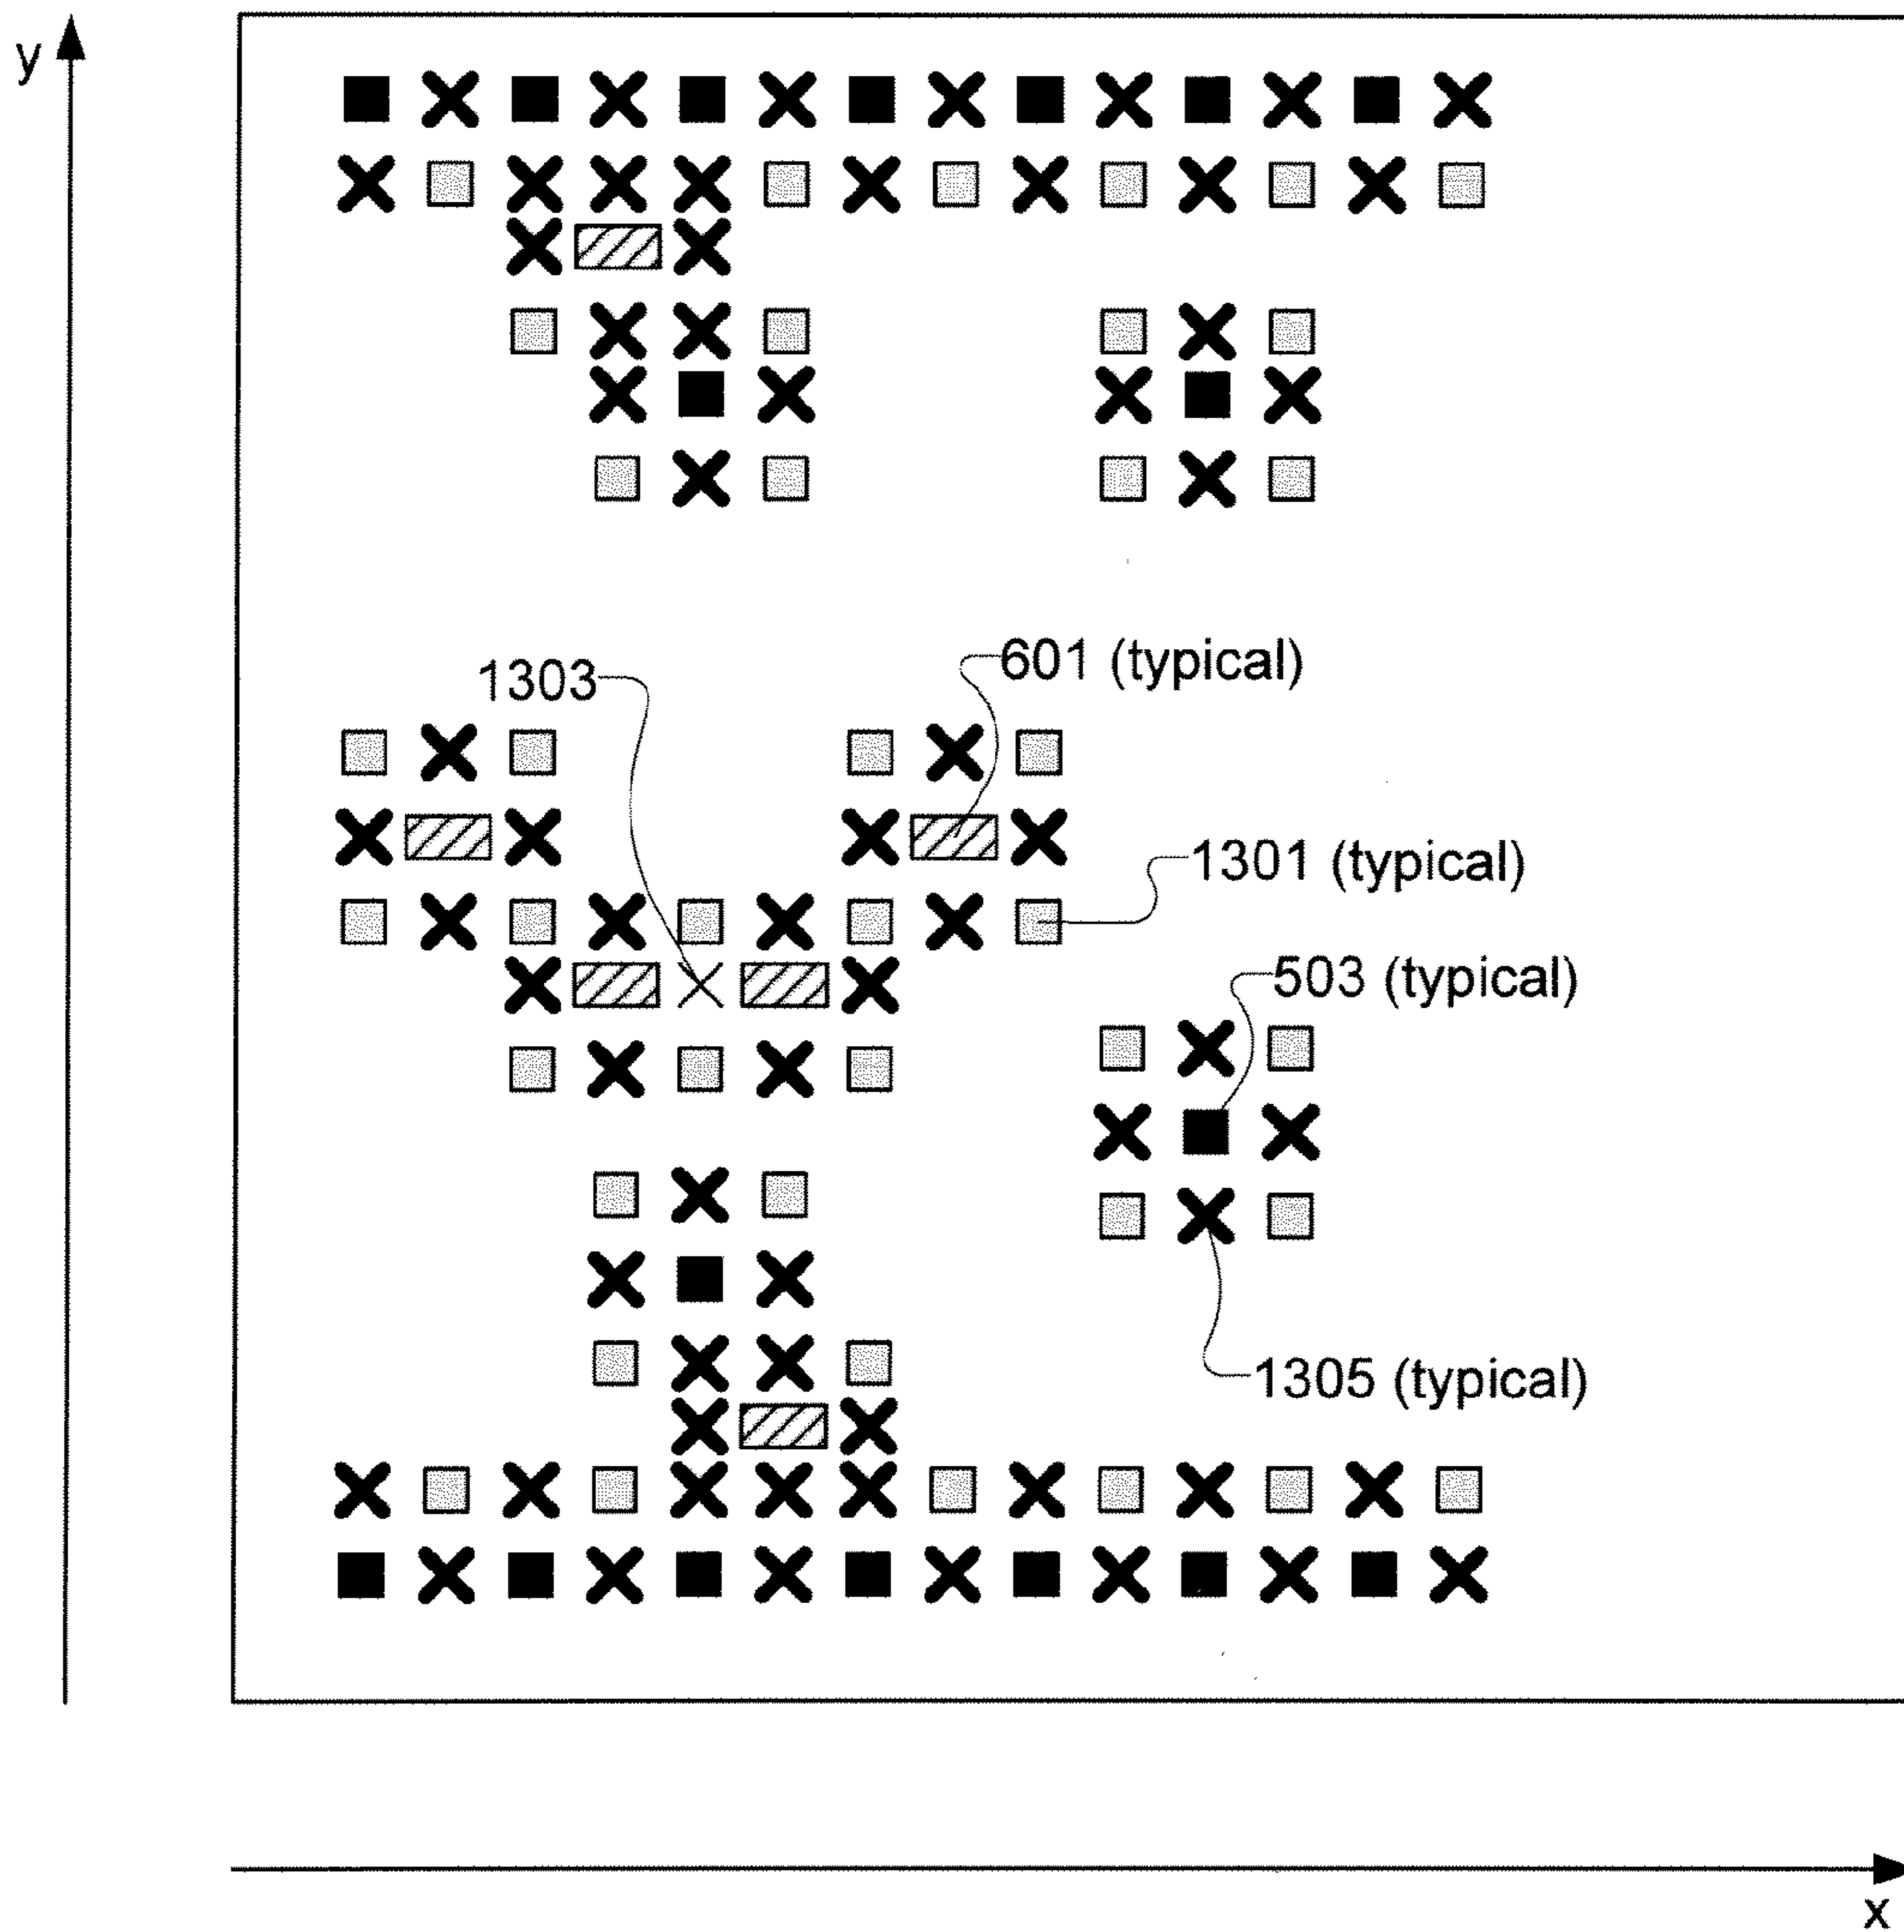 y
601 (typical)
1303
1301 (typical)
503 (typical)
1305 (typical)
x